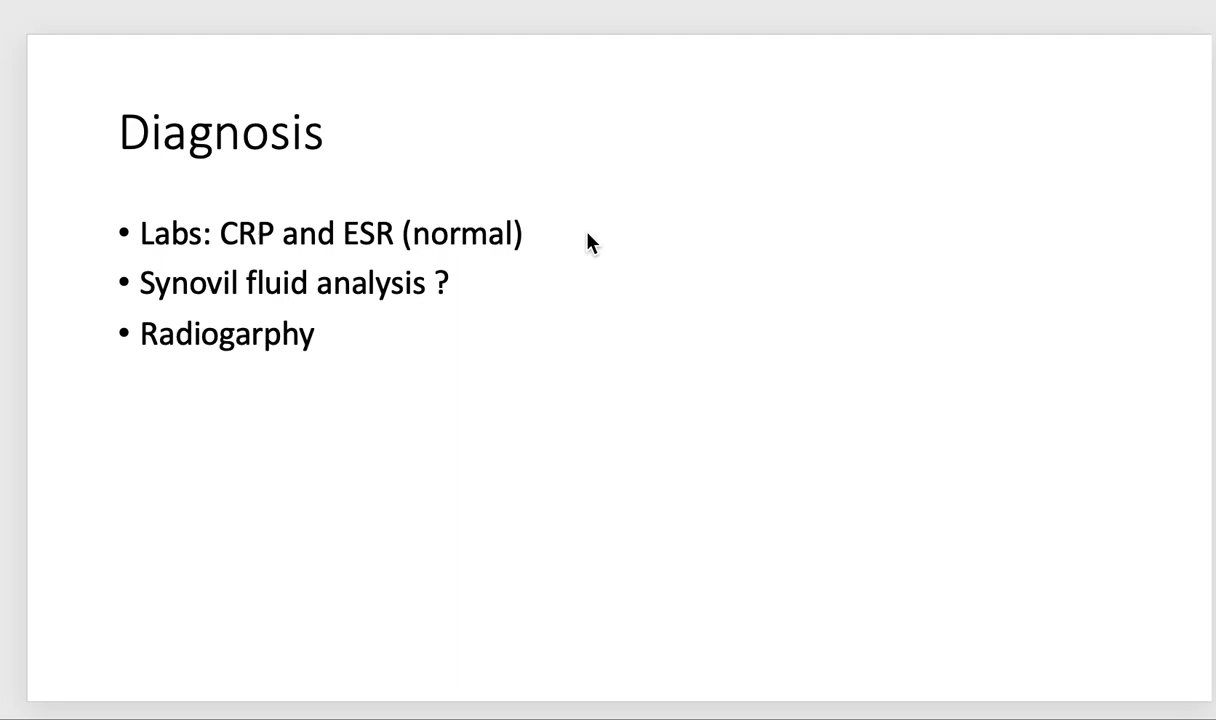 Diagnosis
• Labs: CRP and ESR (normal)
• Synovil fluid analysis ?
• Radiogarphy